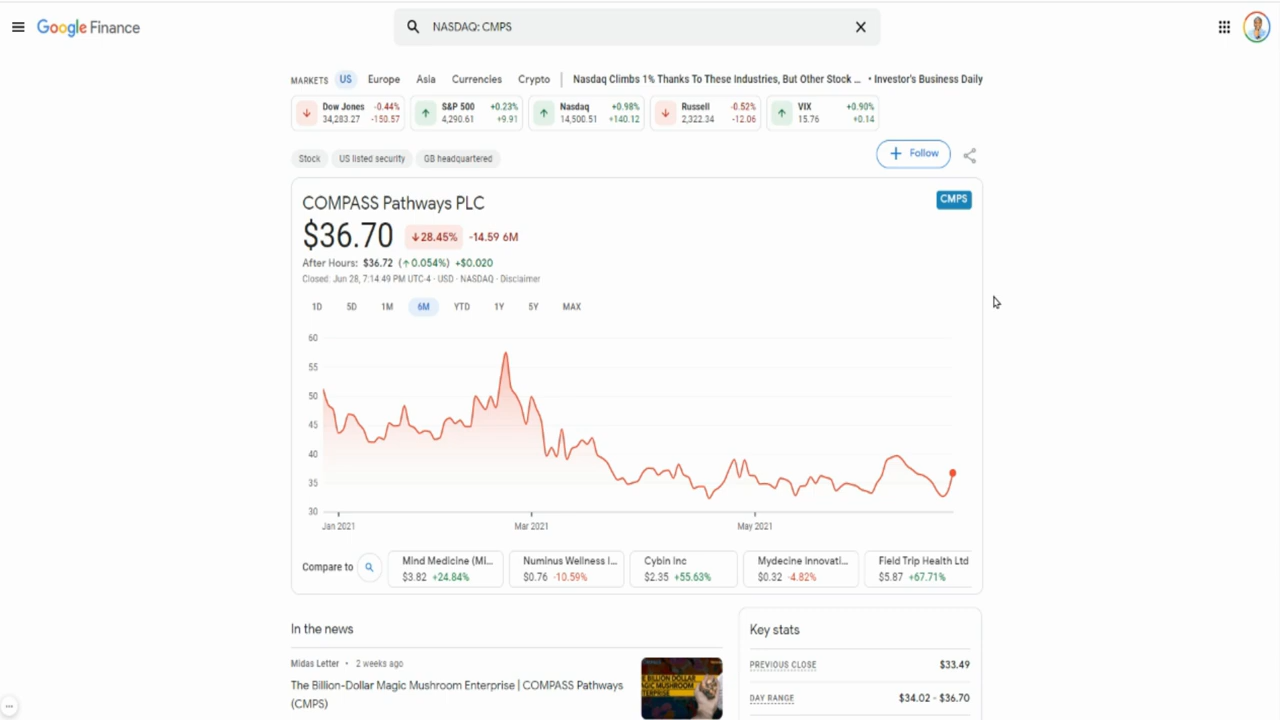 Google Finance
NASDAQ: CMPS
MARKETS US Europe Asia Currencies Crypto Nasdaq Climbs 1% Thanks To These Industries, But Other Stock ... • Investor's Business Daily
Dow Jones -0.44% S&P 500 +0.23% Nasdaq +0.98% Russell -0.52% VIX +0.90%
34,283.27 -150.57 4,290.61 +9.91 14,500.51 +140.12 2,322.34 -12.06 15.76 +0.14
Stock US listed security GB headquartered
+ Follow
COMPASS Pathways PLC
CMPS
$36.70 ↓28.45% -14.59 6M
After Hours: $36.72 (↑0.054%) +$0.020
Closed: Jun 28, 7:14:49 PM UTC-4 · USD · NASDAQ · Disclaimer
1D 5D 1M 6M YTD 1Y 5Y MAX
60
55
50
45
40
35
30
Jan 2021 Mar 2021 May 2021
Compare to
Mind Medicine (Mi... Numinus Wellness I... Cybin Inc Mydecine Innovati... Field Trip Health Ltd
$3.82 +24.84% $0.76 -10.59% $2.35 +55.63% $0.32 -4.82% $5.87 +67.71%
In the news
Midas Letter • 2 weeks ago
The Billion-Dollar Magic Mushroom Enterprise | COMPASS Pathways
(CMPS)
E BILLION DOLLAR
AGIC MUSHROOM
TERPRISE
Key stats
PREVIOUS CLOSE $33.49
DAY RANGE $34.02 - $36.70